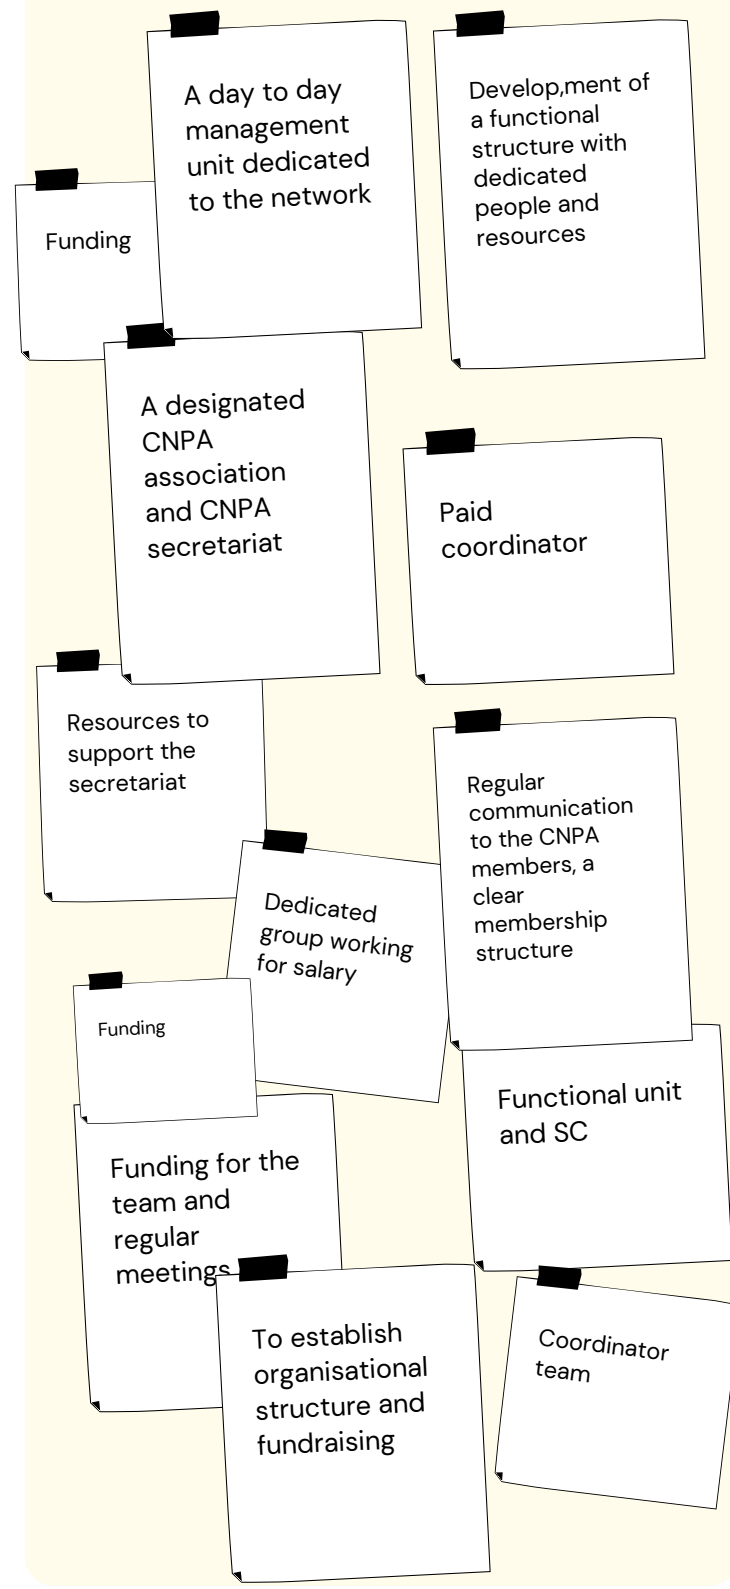 A day to day
management
unit dedicated
to the network
Develop,ment of
a functional
structure with
dedicated
people and
resources
Funding
A designated
CNPA
association
and CNPA
secretariat
Paid
coordinator
Resources to
support the
secretariat
Regular
communication
to the CNPA
members, a
clear
membership
structure
Dedicated
group working
for salary
Funding
Functional unit
and SC
Funding for the
team and
regular
meetings
To establish
organisational
structure and
fundraising
Coordinator
team